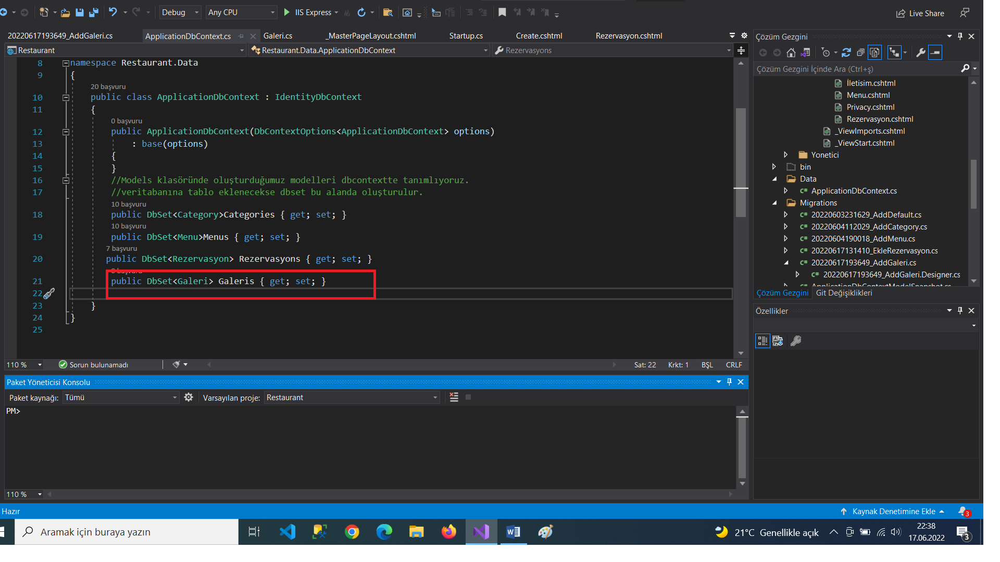 Debug
Any CPU
IIS Express
Live Share
20220617193649_AddGaleri.cs
ApplicationDbContext.cs
Galeri.cs
_MasterPageLayout.cshtml
Startup.cs
Create.cshtml
Rezervasyon.cshtml
Restaurant
Restaurant.Data.ApplicationDbContext
Rezervasyons
8 namespace Restaurant.Data
9 {
20 başvuru
10 public class ApplicationDbContext : IdentityDbContext
11 {
0 başvuru
12 public ApplicationDbContext(DbContextOptions<ApplicationDbContext> options)
13 : base(options)
14 {
15 }
16 //Models klasöründe oluşturduğumuz modelleri dbcontextte tanımlıyoruz.
17 //veritabanına tablo eklenecekse dbset bu alanda oluşturulur.
10 başvuru
18 public DbSet<Category>Categories { get; set; }
10 başvuru
19 public DbSet<Menu>Menus { get; set; }
7 başvuru
20 public DbSet<Rezervasyon> Rezervasyons { get; set; }
başvuru
21 public DbSet<Galeri> Galeris { get; set; }
22
23 }
24 }
25
110 %
Sorun bulunamadı
Sat: 22
Krkt: 1
BŞL
CRLF
Paket Yöneticisi Konsolu
Paket kaynağı: Tümü
Varsayılan proje: Restaurant
PM>
110 %
Çözüm Gezgini
Çözüm Gezgini İçinde Ara (Ctrl+ş)
İletisim.cshtml
Menu.cshtml
Privacy.cshtml
Rezervasyon.cshtml
_ViewImports.cshtml
_ViewStart.cshtml
Yonetici
bin
Data
C# ApplicationDbContext.cs
Migrations
C# 20220603231629_AddDefault.cs
C# 20220604112029_AddCategory.cs
C# 20220604190018_AddMenu.cs
C# 20220617131410_EkleRezervasyon.cs
C# 20220617193649_AddGaleri.cs
C# 20220617193649_AddGaleri.Designer.cs
C# ApplicationDbContextModelSnapshot.cs
Çözüm Gezgini
Git Değişiklikleri
Özellikler
Hazır
Kaynak Denetimine Ekle
3
Aramak için buraya yazın
21°C Genellikle açık
22:38
17.06.2022
3